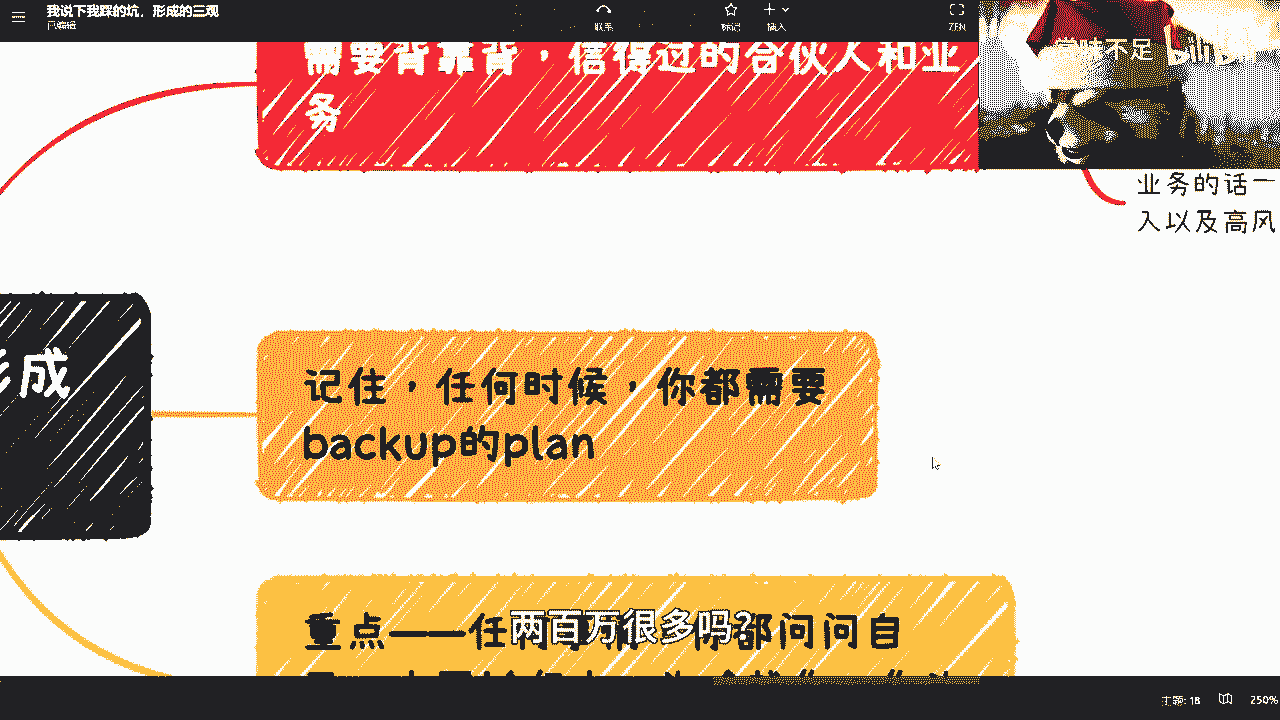 我说下我踩的坑,形成的三观
已编辑
联系
标记
插入
ZEN
需要背靠背,信得过的合伙人和业
务
业务的话一
入以及高风
形成
记住,任何时候,你都需要
backup的plan
重点——任
都问问自
两百万很多吗?
主题: 18
250%